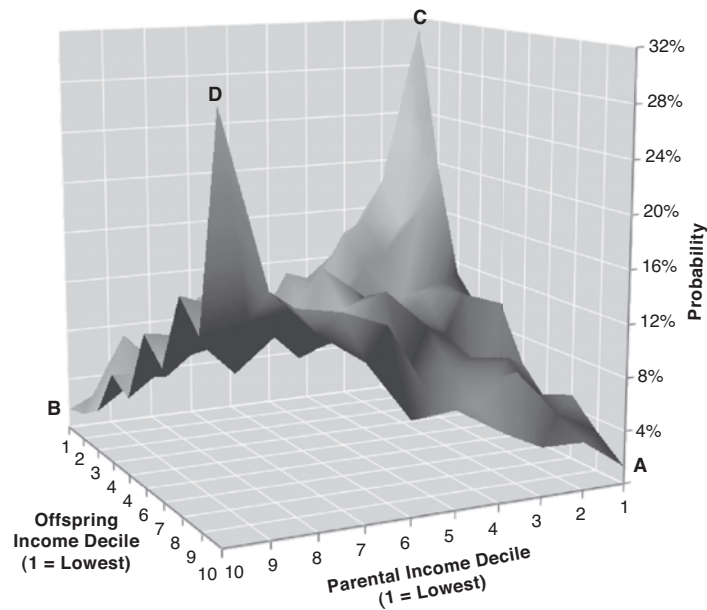 C
32%
D
28%
24%
20%
16%
12%
8%
4%
Probability
B
A
1
2
3
4
4
6
7
8
9
10
Offspring
Income Decile
(1 = Lowest)
10 9 8 7 6 5 4 3 2 1
Parental Income Decile
(1 = Lowest)